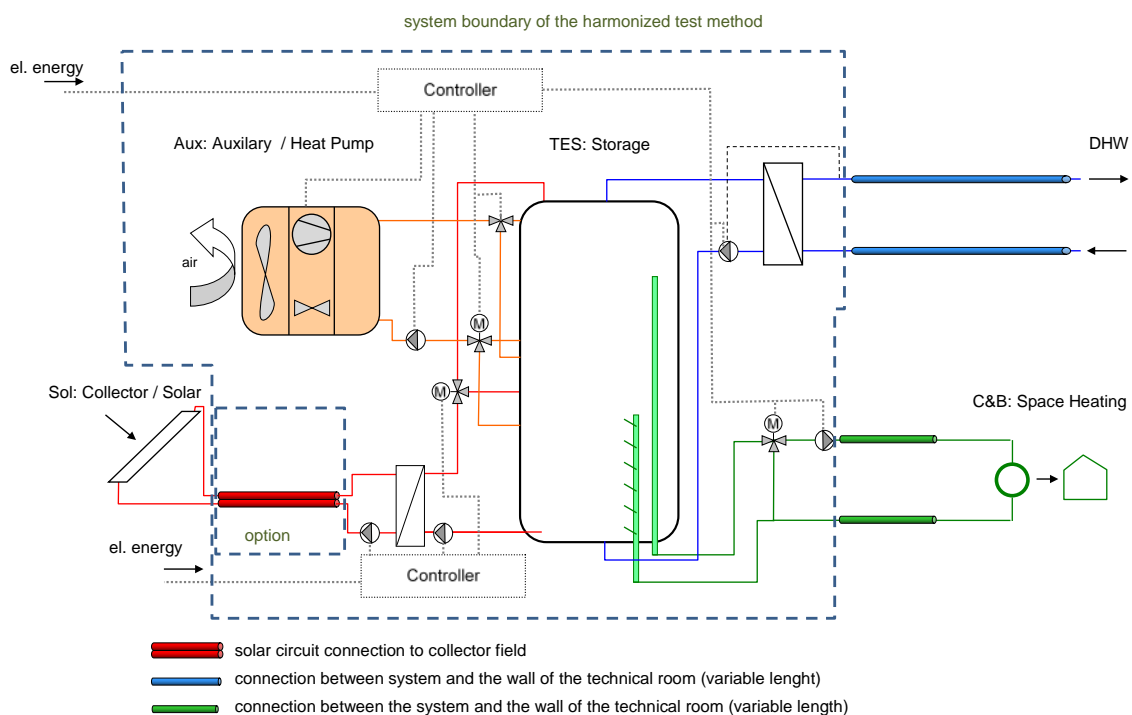 system boundary of the harmonized test method
el. energy
Controller
Aux: Auxilary / Heat Pump
TES: Storage
DHW
air
M
M
Sol: Collector / Solar
C&B: Space Heating
M
option
el. energy
Controller
solar circuit connection to collector field
connection between system and the wall of the technical room (variable lenght)
connection between the system and the wall of the technical room (variable length)